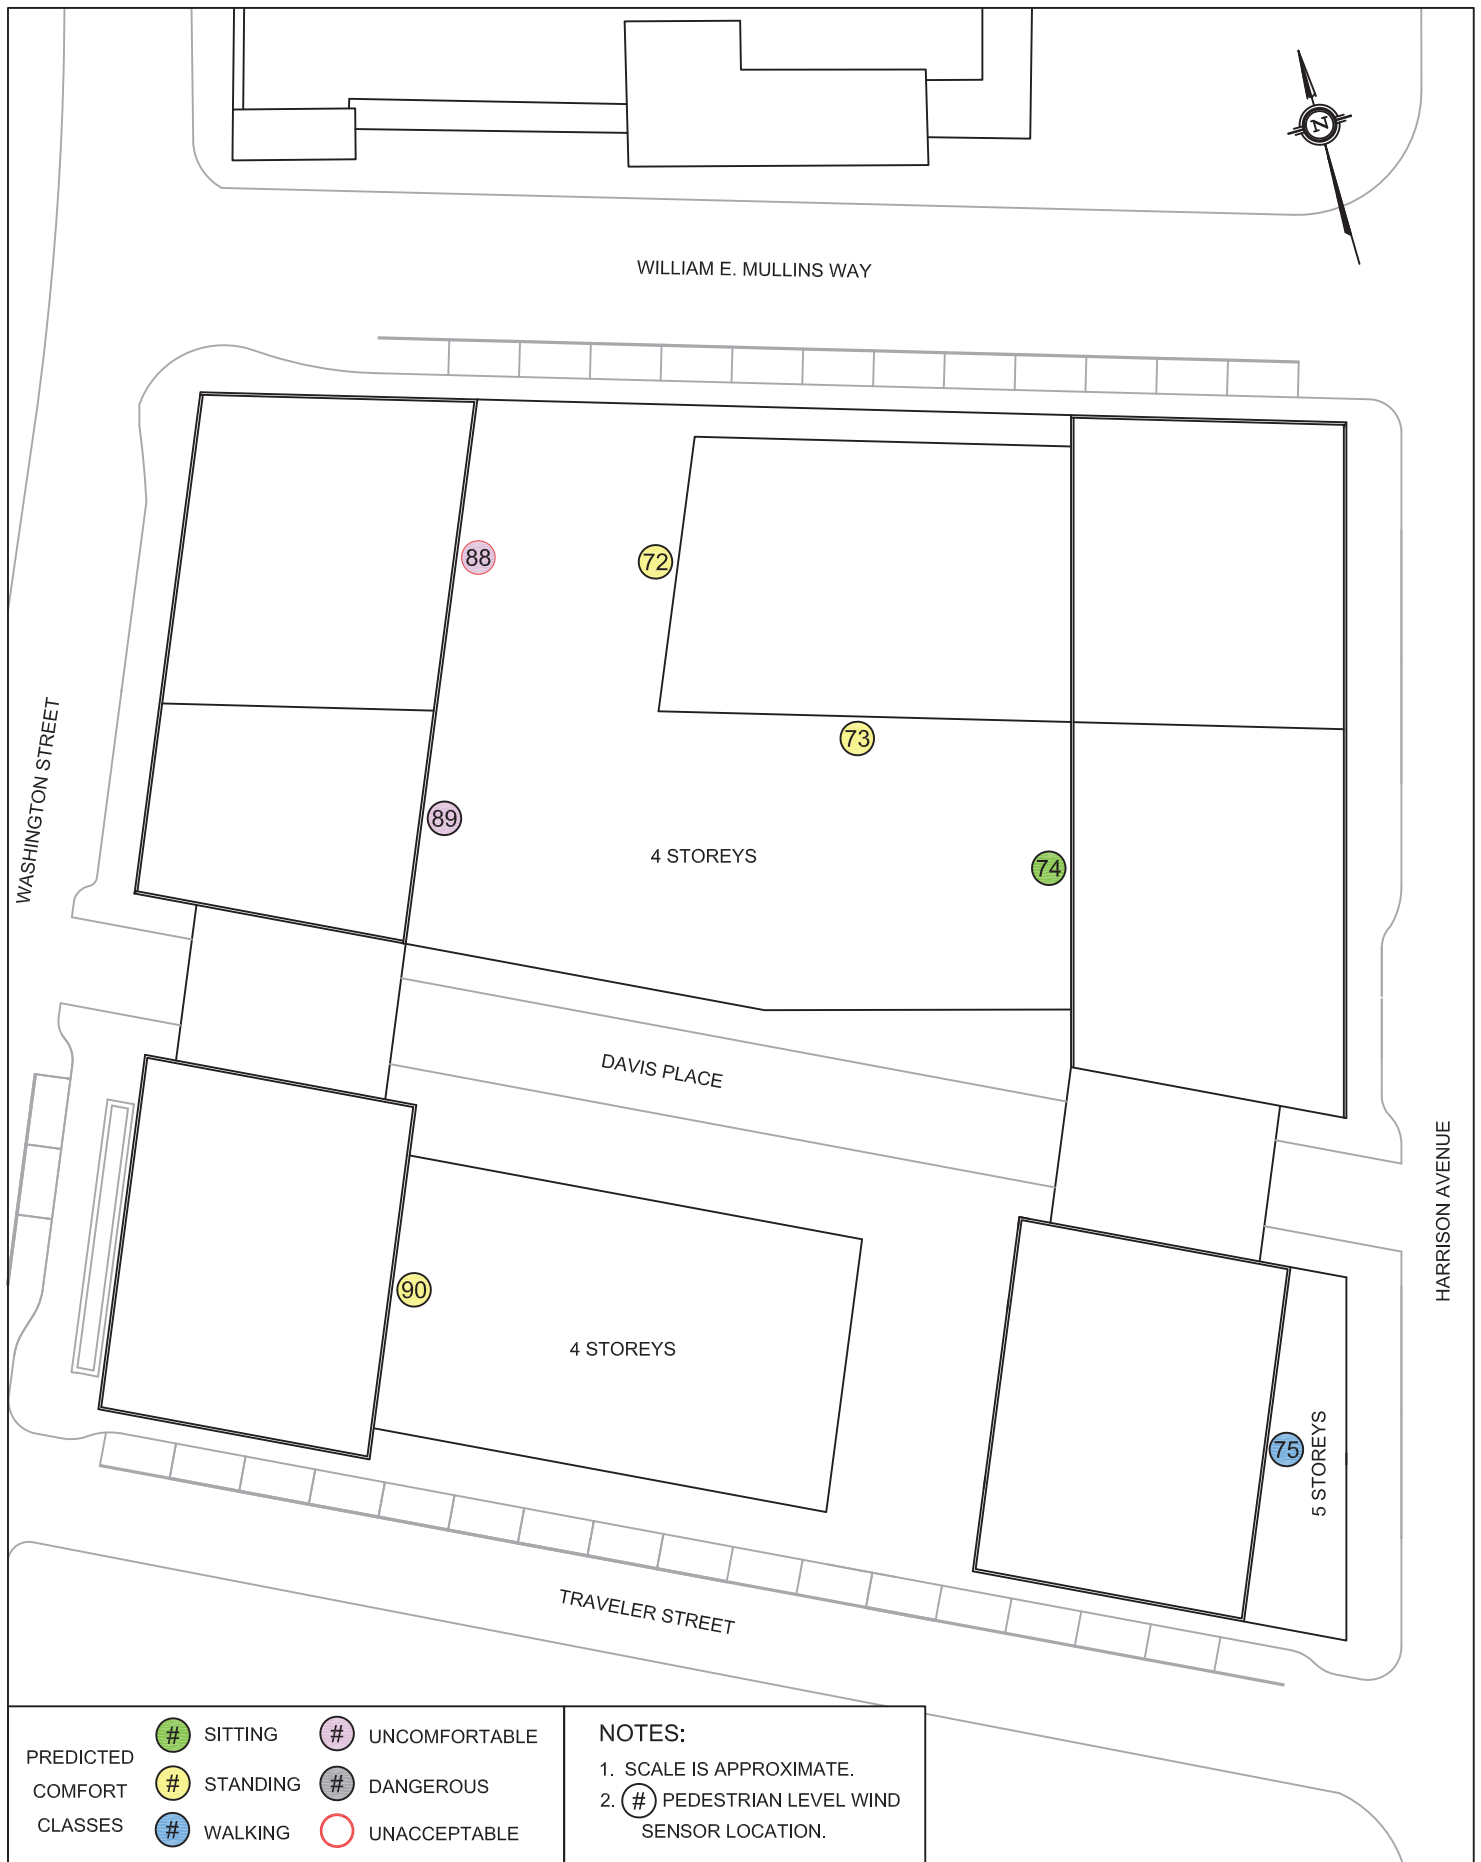 N
WILLIAM E. MULLINS WAY
88
72
73
WASHINGTON STREET
89
4 STOREYS
74
DAVIS PLACE
HARRISON AVENUE
90
4 STOREYS
75
5 STOREYS
TRAVELER STREET
PREDICTED
COMFORT
CLASSES
# SITTING
# STANDING
# WALKING
# UNCOMFORTABLE
# DANGEROUS
UNACCEPTABLE
NOTES:
1. SCALE IS APPROXIMATE.
2. # PEDESTRIAN LEVEL WIND
SENSOR LOCATION.